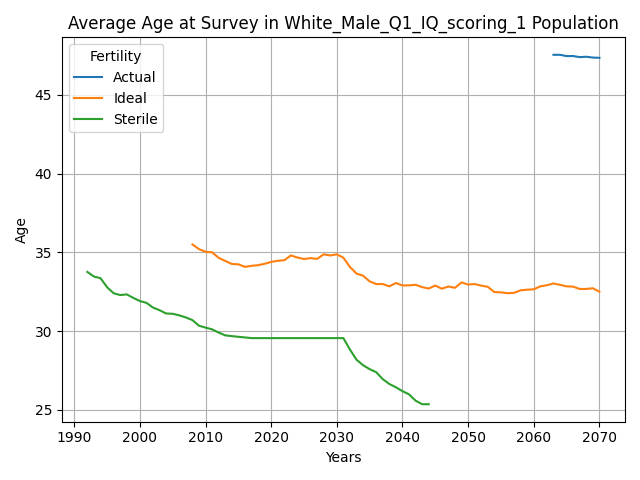 Average Age at Survey in White_Male_Q1_IQ_scoring_1 Population
Fertility
Actual
Ideal
Sterile
45
40
35
30
25
Age
1990 2000 2010 2020 2030 2040 2050 2060 2070
Years